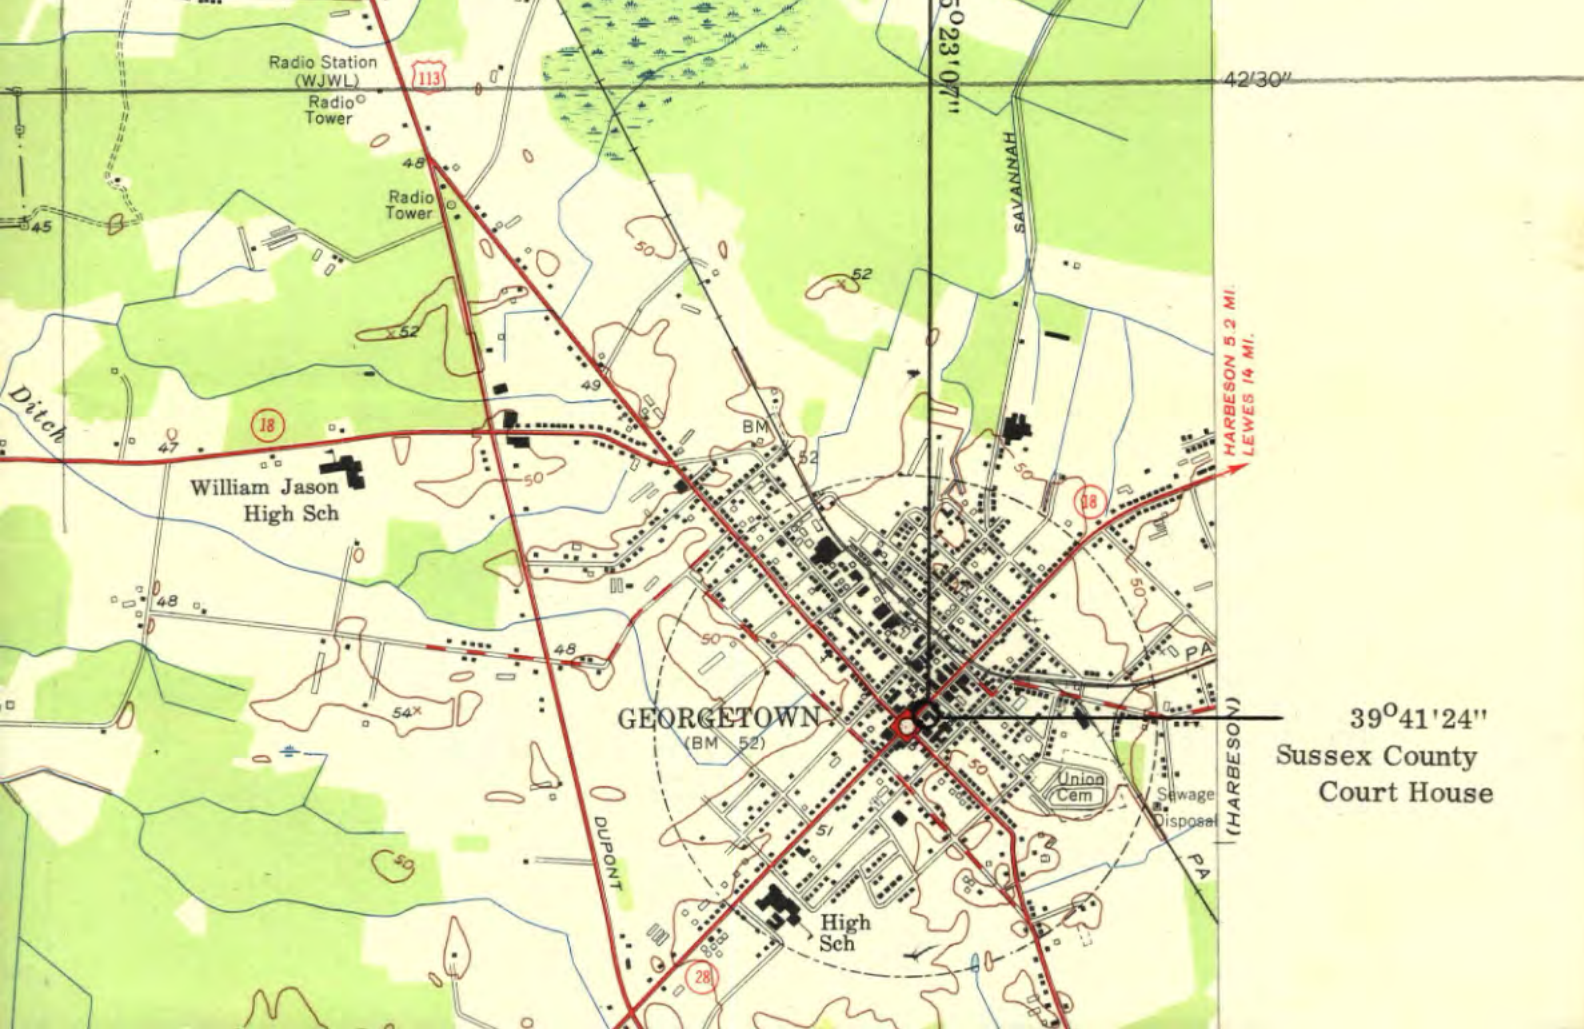 5°23'07"
42'30"
Radio Station
(WJWL)
Radio
Tower
113
48
Radio
Tower
45
SAVANNAH
50
52
52
HARBESON 5.2 MI.
LEWES 14 MI.
Ditch
49
18
47
BM
52
50
50
18
William Jason
High Sch
50
48
50
48
PA
54
GEORGETOWN
(BM 52)
39°41'24"
Sussex County
Court House
(HARBESON)
50
Union
Cem
Sewage
Disposal
51
DUPONT
50
PA
High
Sch
28